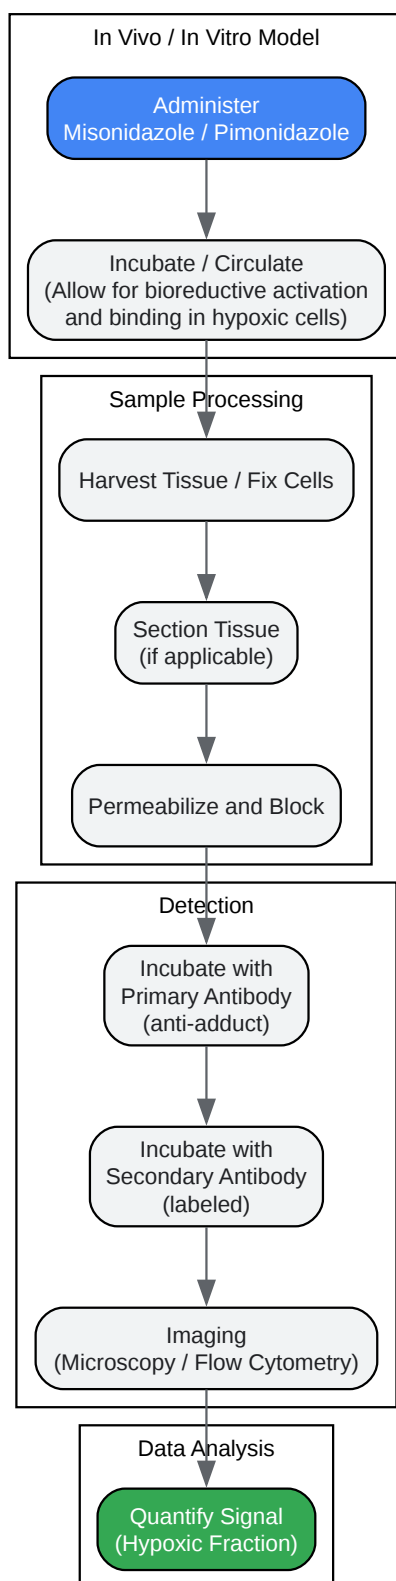 In Vivo / In Vitro Model
Administer
Misonidazole / Pimonidazole
Incubate / Circulate
(Allow for bioreductive activation
and binding in hypoxic cells)
Sample Processing
Harvest Tissue / Fix Cells
Section Tissue
(if applicable)
Permeabilize and Block
Detection
Incubate with
Primary Antibody
(anti-adduct)
Incubate with
Secondary Antibody
(labeled)
Imaging
(Microscopy / Flow Cytometry)
Data Analysis
Quantify Signal
(Hypoxic Fraction)